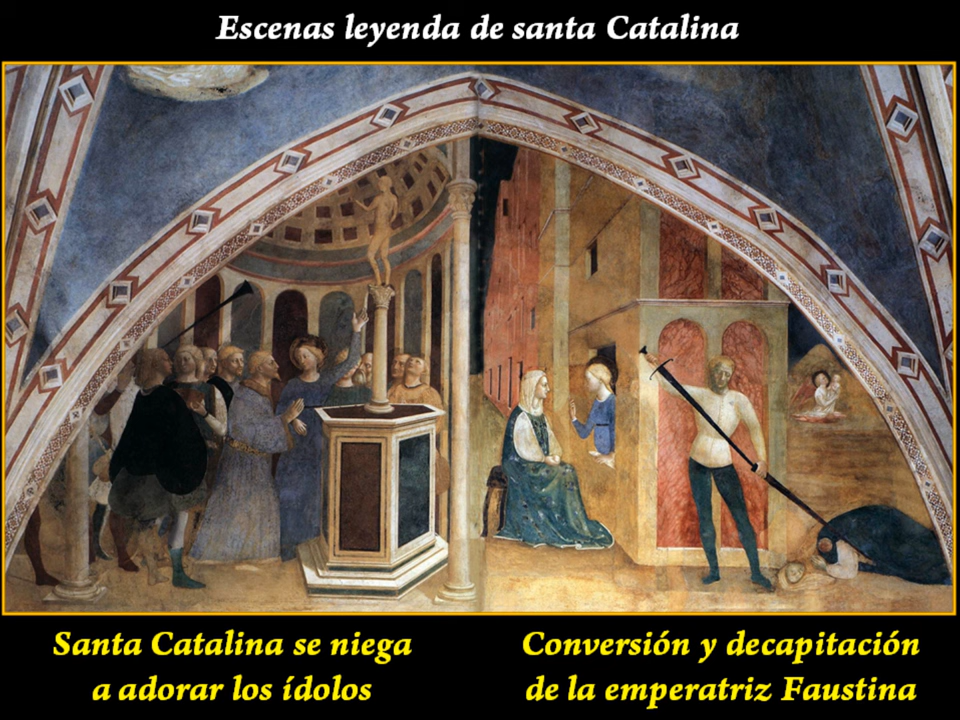 Escenas leyenda de santa Catalina
Santa Catalina se niega
a adorar los ídolos
Conversión y decapitación
de la emperatriz Faustina